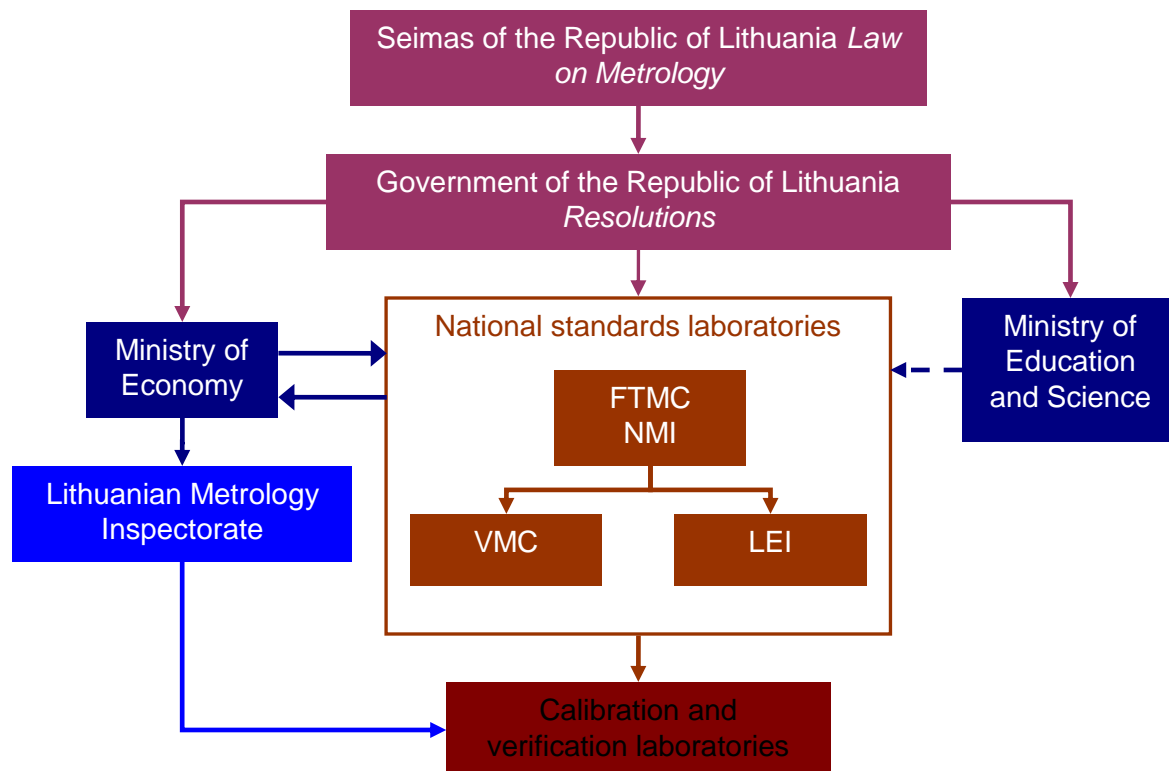 Seimas of the Republic of Lithuania Law
on Metrology
Government of the Republic of Lithuania
Resolutions
National standards laboratories
Ministry of
Economy
Ministry of
Education
and Science
FTMC
NMI
Lithuanian Metrology
Inspectorate
VMC
LEI
Calibration and
verification laboratories